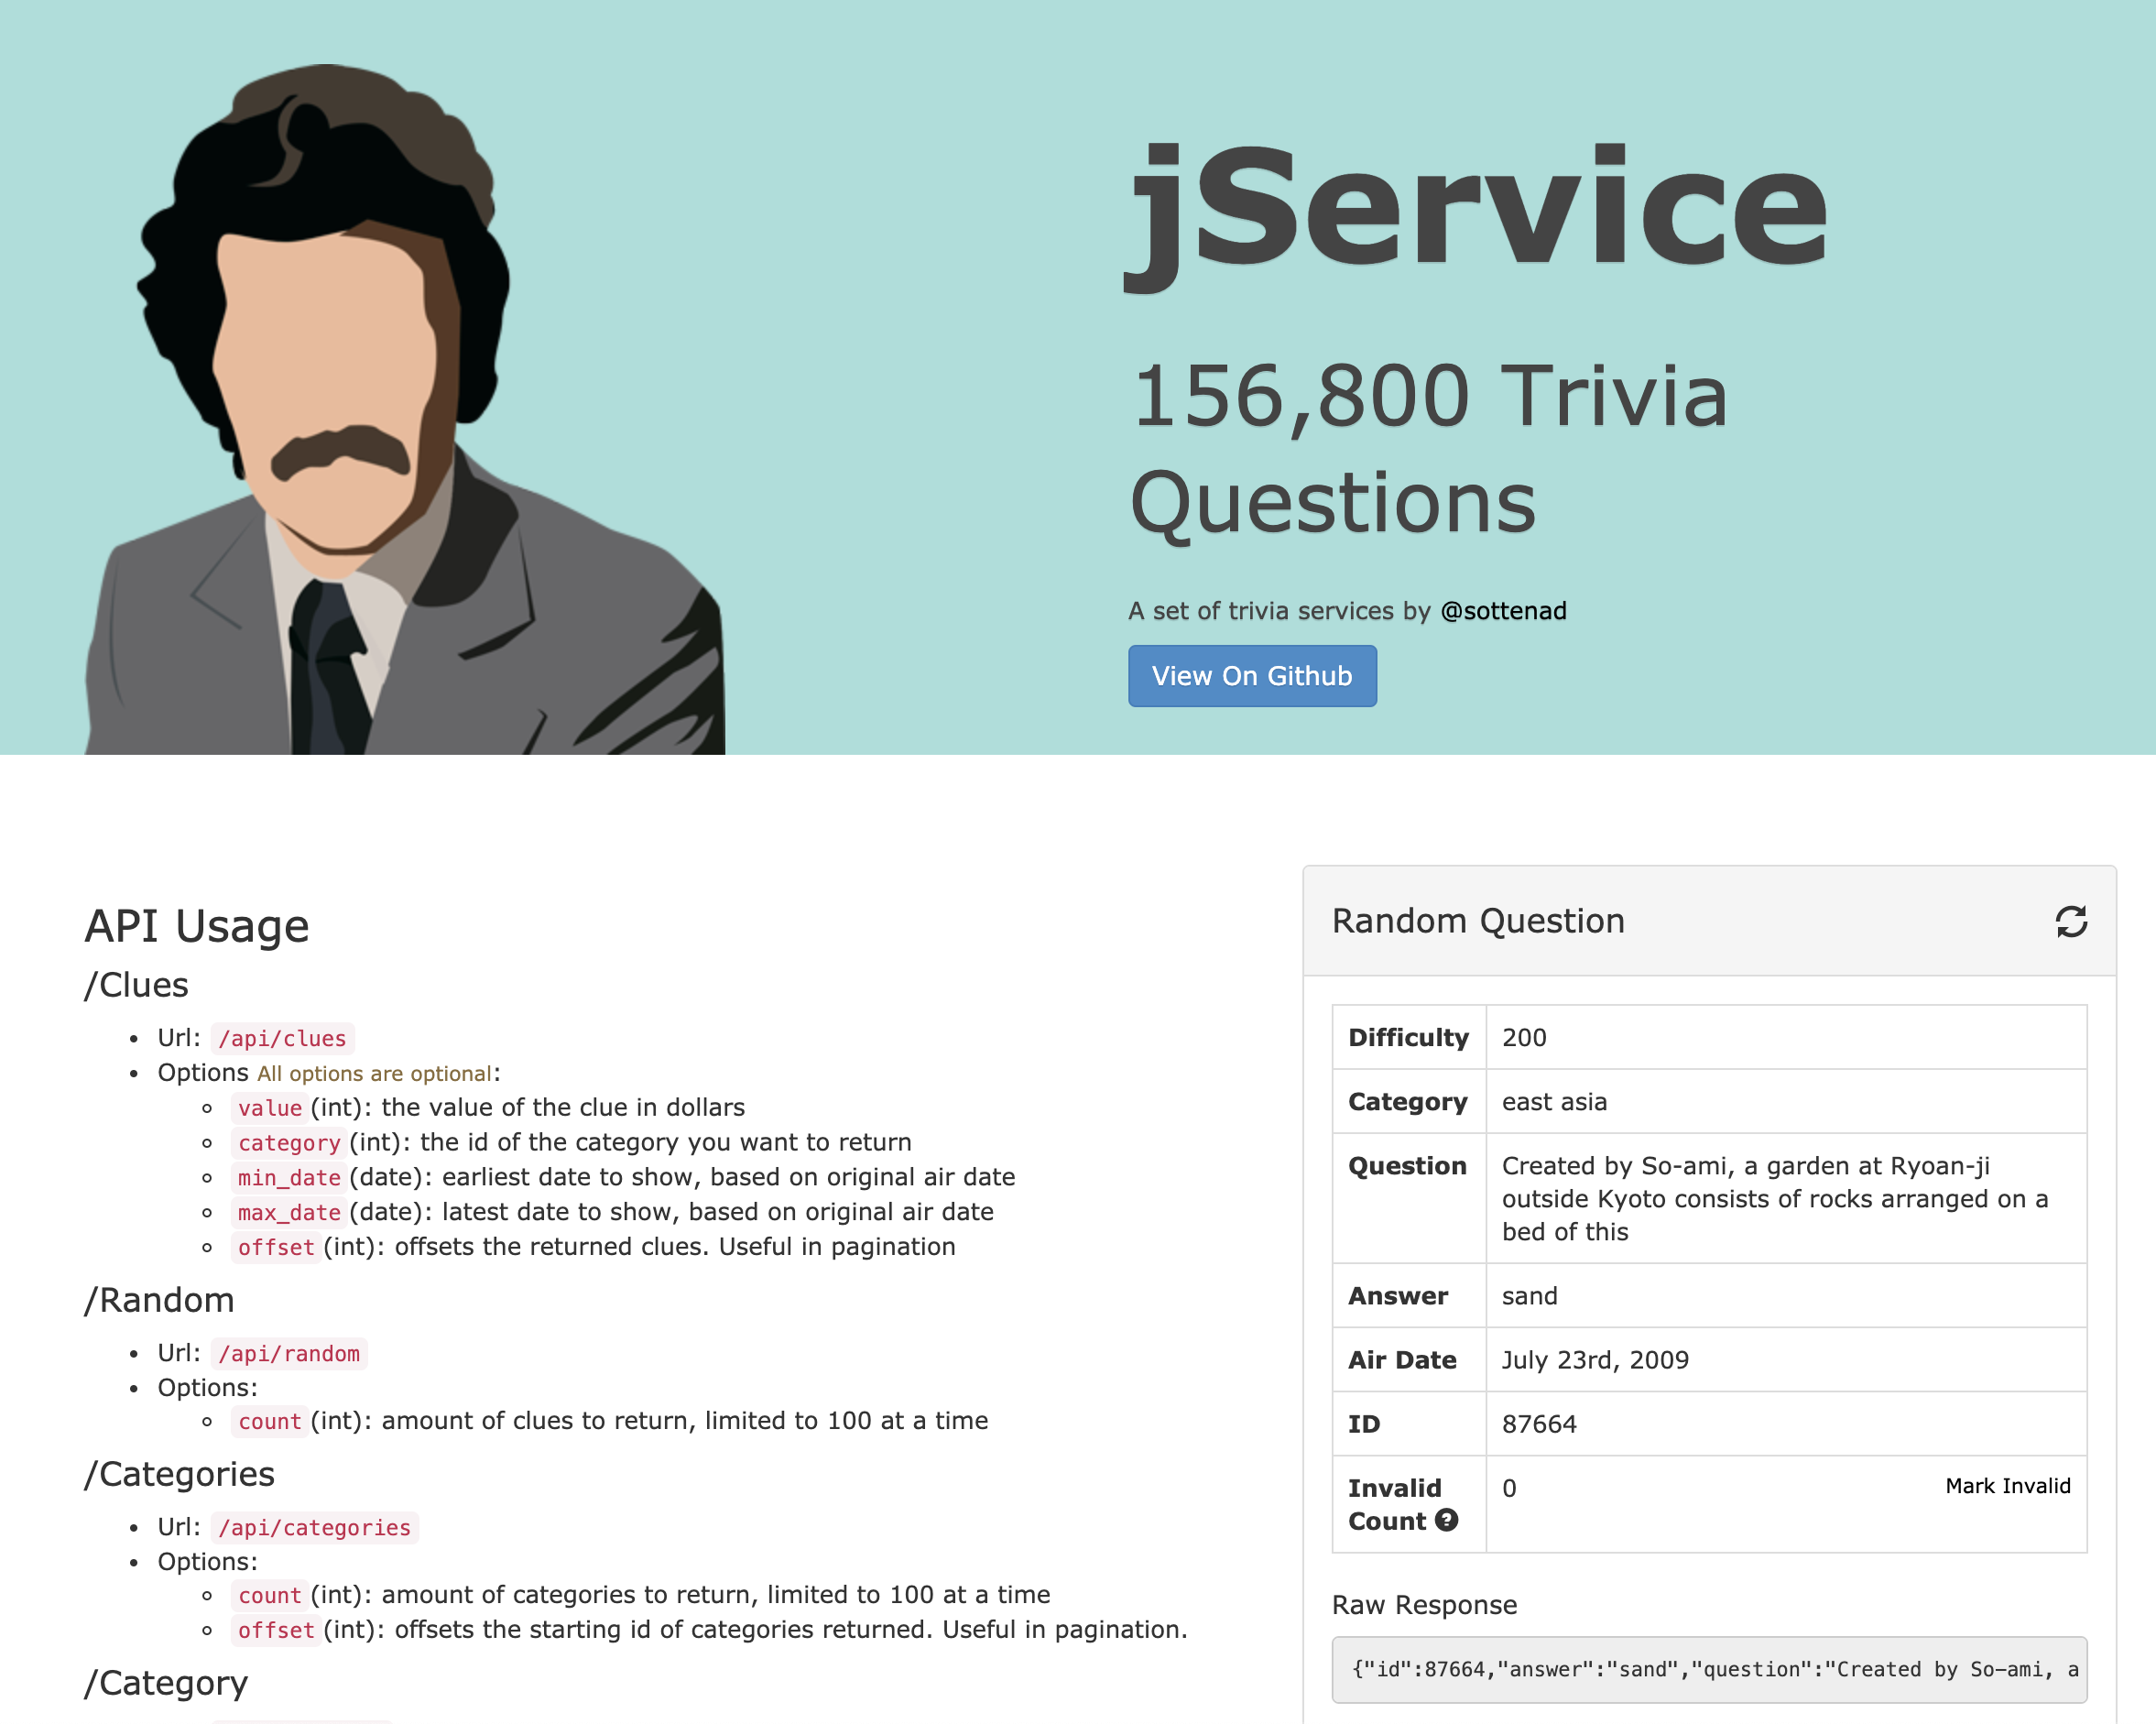 jService
156,800 Trivia
Questions
A set of trivia services by @sottenad
View On Github
API Usage
/Clues
Url: /api/clues
Options All options are optional:
value (int): the value of the clue in dollars
category (int): the id of the category you want to return
min_date (date): earliest date to show, based on original air date
max_date (date): latest date to show, based on original air date
offset (int): offsets the returned clues. Useful in pagination
/Random
Url: /api/random
Options:
count (int): amount of clues to return, limited to 100 at a time
/Categories
Url: /api/categories
Options:
count (int): amount of categories to return, limited to 100 at a time
offset (int): offsets the starting id of categories returned. Useful in pagination.
/Category
Random Question
Difficulty 200
Category east asia
Question Created by So-ami, a garden at Ryoan-ji
outside Kyoto consists of rocks arranged on a
bed of this
Answer sand
Air Date July 23rd, 2009
ID 87664
Invalid 0 Mark Invalid
Count ?
Raw Response
{"id":87664,"answer":"sand","question":"Created by So-ami, a